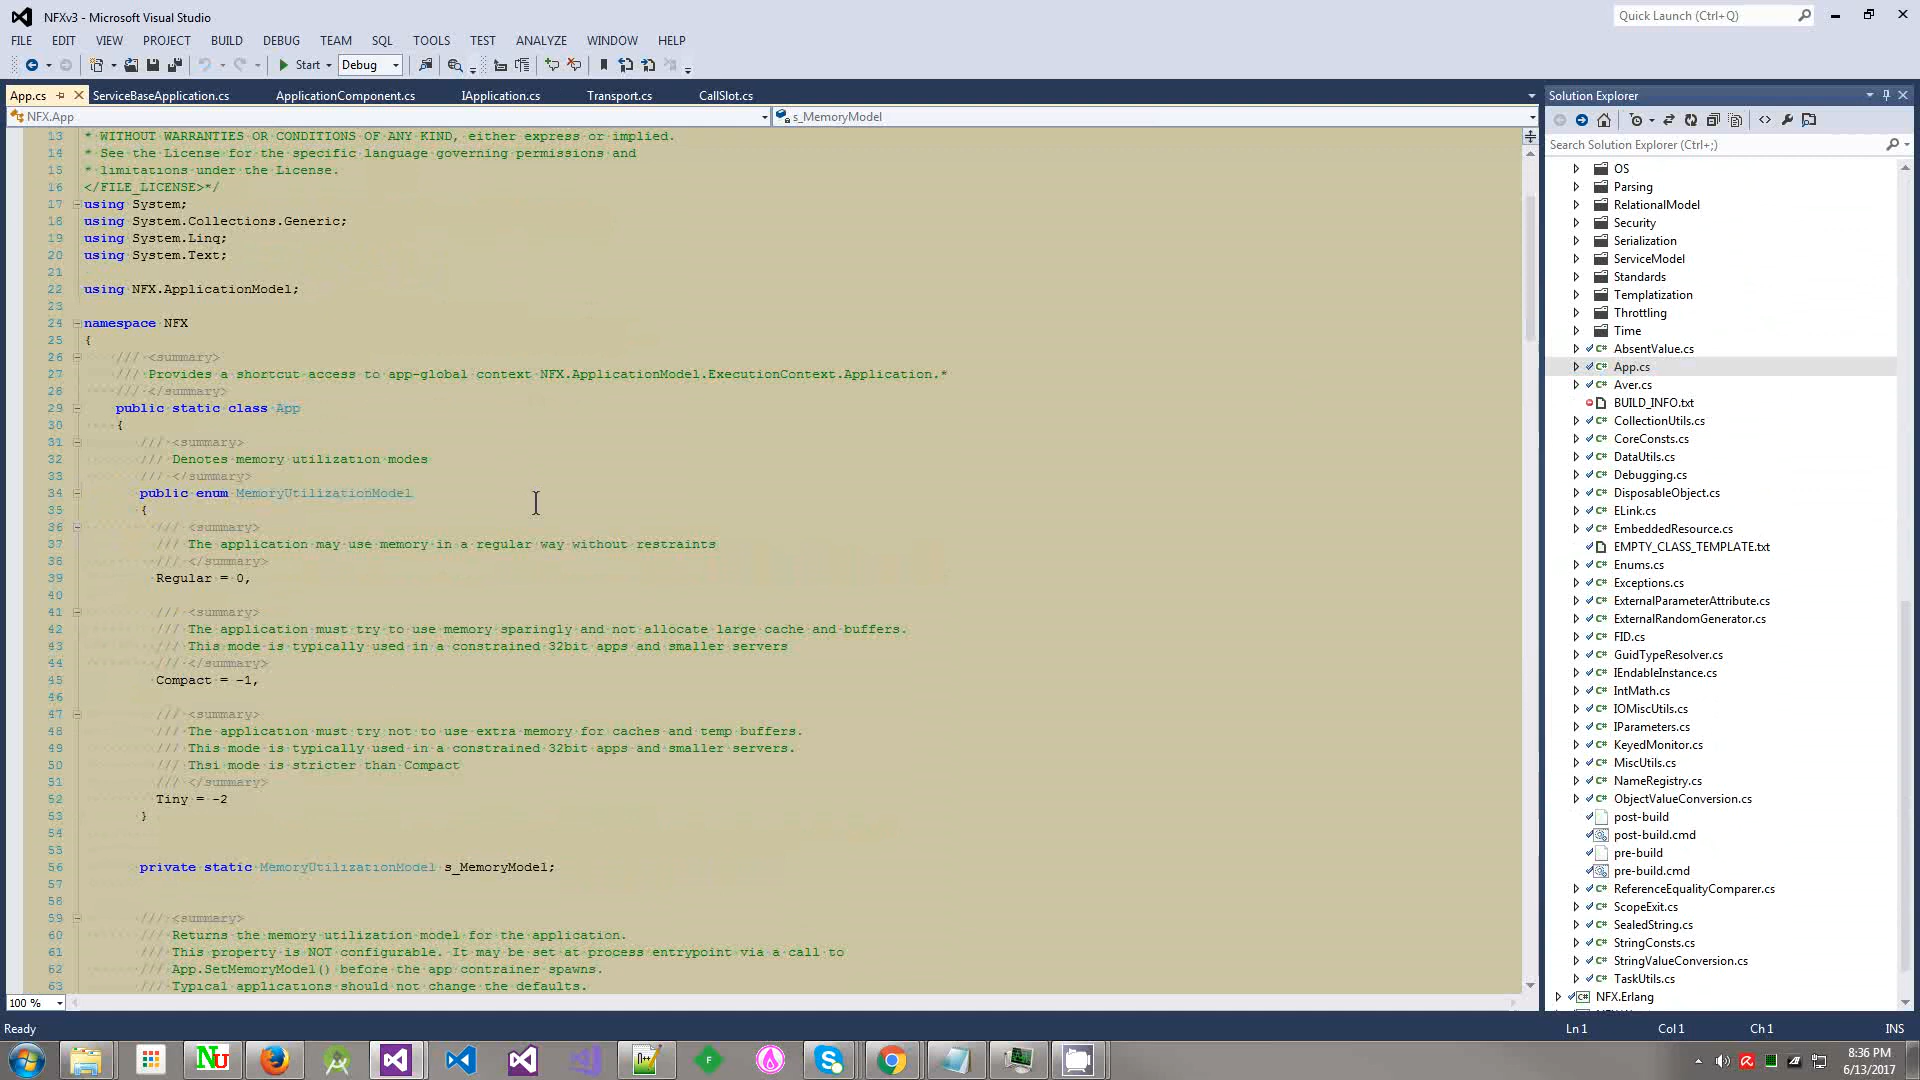 NFXv3 - Microsoft Visual Studio
Quick Launch (Ctrl+Q)
FILE EDIT VIEW PROJECT BUILD DEBUG TEAM SQL TOOLS TEST ANALYZE WINDOW HELP
Start Debug
App.cs ServiceBaseApplication.cs ApplicationComponent.cs IApplication.cs Transport.cs CallSlot.cs
NFX.App s_MemoryModel
13 * WITHOUT WARRANTIES OR CONDITIONS OF ANY KIND, either express or implied.
14 * See the License for the specific language governing permissions and
15 * limitations under the License.
16 </FILE_LICENSE>*/
17 using System;
18 using System.Collections.Generic;
19 using System.Linq;
20 using System.Text;
21
22 using NFX.ApplicationModel;
23
24 namespace NFX
25 {
26 /// <summary>
27 /// Provides a shortcut access to app-global context NFX.ApplicationModel.ExecutionContext.Application.*
28 /// </summary>
29 public static class App
30 {
31 /// <summary>
32 /// Denotes memory utilization modes
33 /// </summary>
34 public enum MemoryUtilizationModel
35 {
36 /// <summary>
37 /// The application may use memory in a regular way without restraints
38 /// </summary>
39 Regular = 0,
40
41 /// <summary>
42 /// The application must try to use memory sparingly and not allocate large cache and buffers.
43 /// This mode is typically used in a constrained 32bit apps and smaller servers
44 /// </summary>
45 Compact = -1,
46
47 /// <summary>
48 /// The application must try not to use extra memory for caches and temp buffers.
49 /// This mode is typically used in a constrained 32bit apps and smaller servers.
50 /// Thsi mode is stricter than Compact
51 /// </summary>
52 Tiny = -2
53 }
54
55
56 private static MemoryUtilizationModel s_MemoryModel;
57
58
59 /// <summary>
60 /// Returns the memory utilization model for the application.
61 /// This property is NOT configurable. It may be set at process entrypoint via a call to
62 /// App.SetMemoryModel() before the app contrainer spawns.
63 /// Typical applications should not change the defaults.
100 %
Solution Explorer
Search Solution Explorer (Ctrl+;)
OS
Parsing
RelationalModel
Security
Serialization
ServiceModel
Standards
Templatization
Throttling
Time
AbsentValue.cs
App.cs
Aver.cs
BUILD_INFO.txt
CollectionUtils.cs
CoreConsts.cs
DataUtils.cs
Debugging.cs
DisposableObject.cs
ELink.cs
EmbeddedResource.cs
EMPTY_CLASS_TEMPLATE.txt
Enums.cs
Exceptions.cs
ExternalParameterAttribute.cs
ExternalRandomGenerator.cs
FID.cs
GuidTypeResolver.cs
IEndableInstance.cs
IntMath.cs
IOMiscUtils.cs
IParameters.cs
KeyedMonitor.cs
MiscUtils.cs
NameRegistry.cs
ObjectValueConversion.cs
post-build
post-build.cmd
pre-build
pre-build.cmd
ReferenceEqualityComparer.cs
ScopeExit.cs
SealedString.cs
StringConsts.cs
StringValueConversion.cs
TaskUtils.cs
NFX.Erlang
Ready Ln 1 Col 1 Ch 1 INS
8:36 PM
6/13/2017